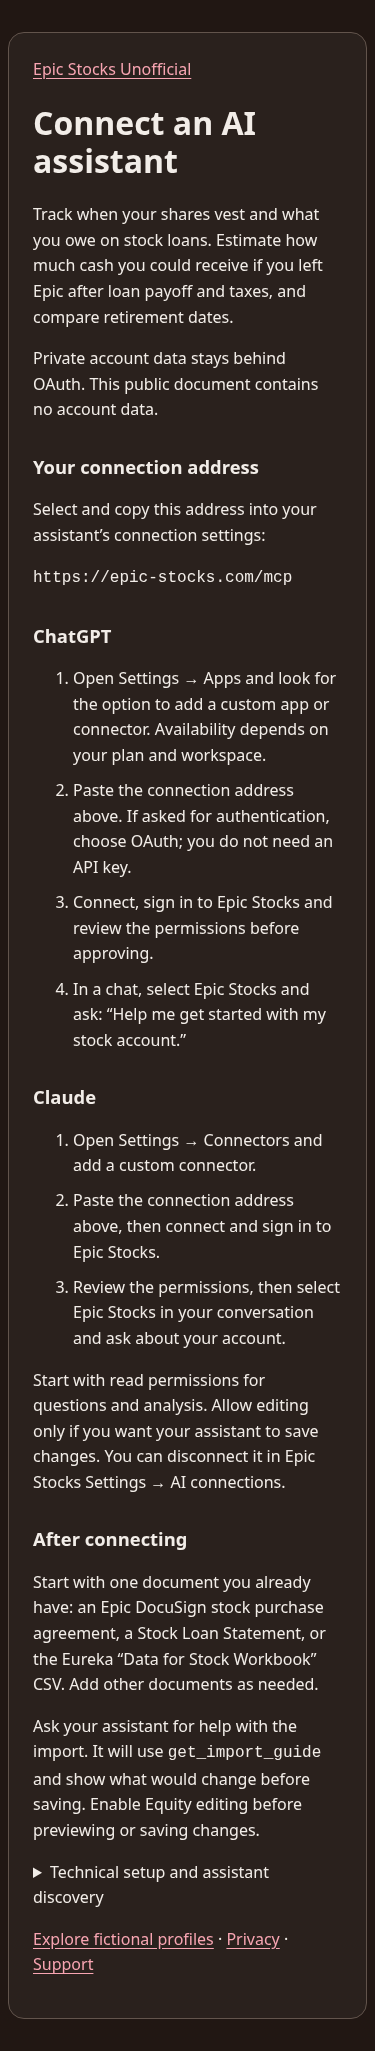 Epic Stocks Unofficial
Connect an AI
assistant
Track when your shares vest and what
you owe on stock loans. Estimate how
much cash you could receive if you left
Epic after loan payoff and taxes, and
compare retirement dates.
Private account data stays behind
OAuth. This public document contains
no account data.
Your connection address
Select and copy this address into your
assistant’s connection settings:
https://epic-stocks.com/mcp
ChatGPT
1. Open Settings → Apps and look for
the option to add a custom app or
connector. Availability depends on
your plan and workspace.
2. Paste the connection address
above. If asked for authentication,
choose OAuth; you do not need an
API key.
3. Connect, sign in to Epic Stocks and
review the permissions before
approving.
4. In a chat, select Epic Stocks and
ask: “Help me get started with my
stock account.”
Claude
1. Open Settings → Connectors and
add a custom connector.
2. Paste the connection address
above, then connect and sign in to
Epic Stocks.
3. Review the permissions, then select
Epic Stocks in your conversation
and ask about your account.
Start with read permissions for
questions and analysis. Allow editing
only if you want your assistant to save
changes. You can disconnect it in Epic
Stocks Settings → AI connections.
After connecting
Start with one document you already
have: an Epic DocuSign stock purchase
agreement, a Stock Loan Statement, or
the Eureka “Data for Stock Workbook”
CSV. Add other documents as needed.
Ask your assistant for help with the
import. It will use get_import_guide
and show what would change before
saving. Enable Equity editing before
previewing or saving changes.
▶ Technical setup and assistant
discovery
Explore fictional profiles · Privacy ·
Support